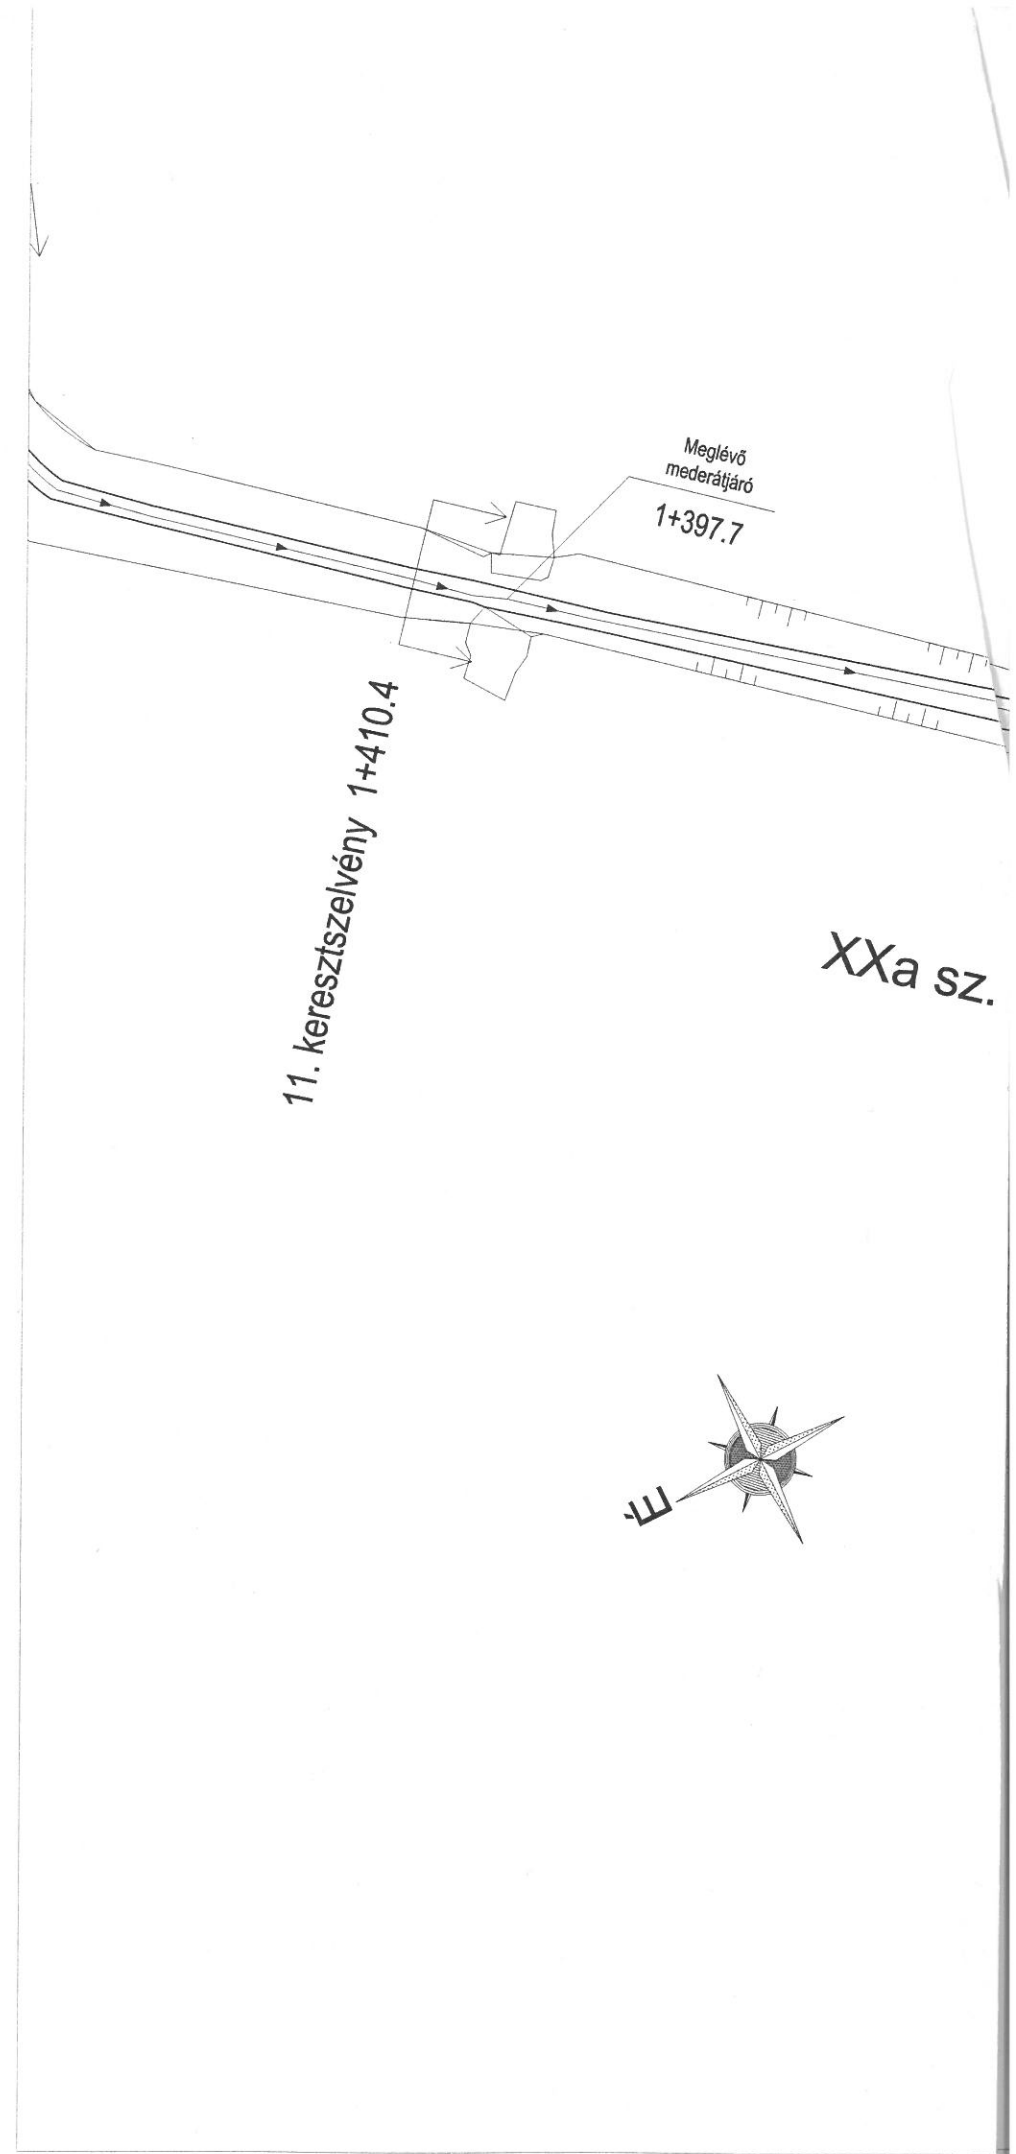 Meglévő
mederátjáró
1+397.7
11. keresztszelvény 1+410.4
XXa sz.
É